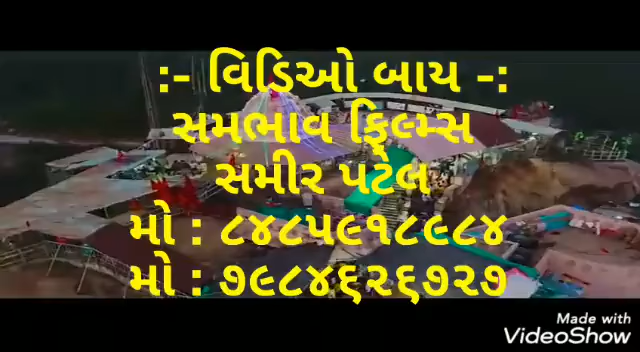 :- વિડિઓ બાય -:
સમભાવ ફિલ્મ્સ
સમીર પટેલ
મો : ૮૪૮૫૯૧૮૯૮૪
મો : ૭૯૮૪૬૨૬૭૨૭
Made with
VideoShow